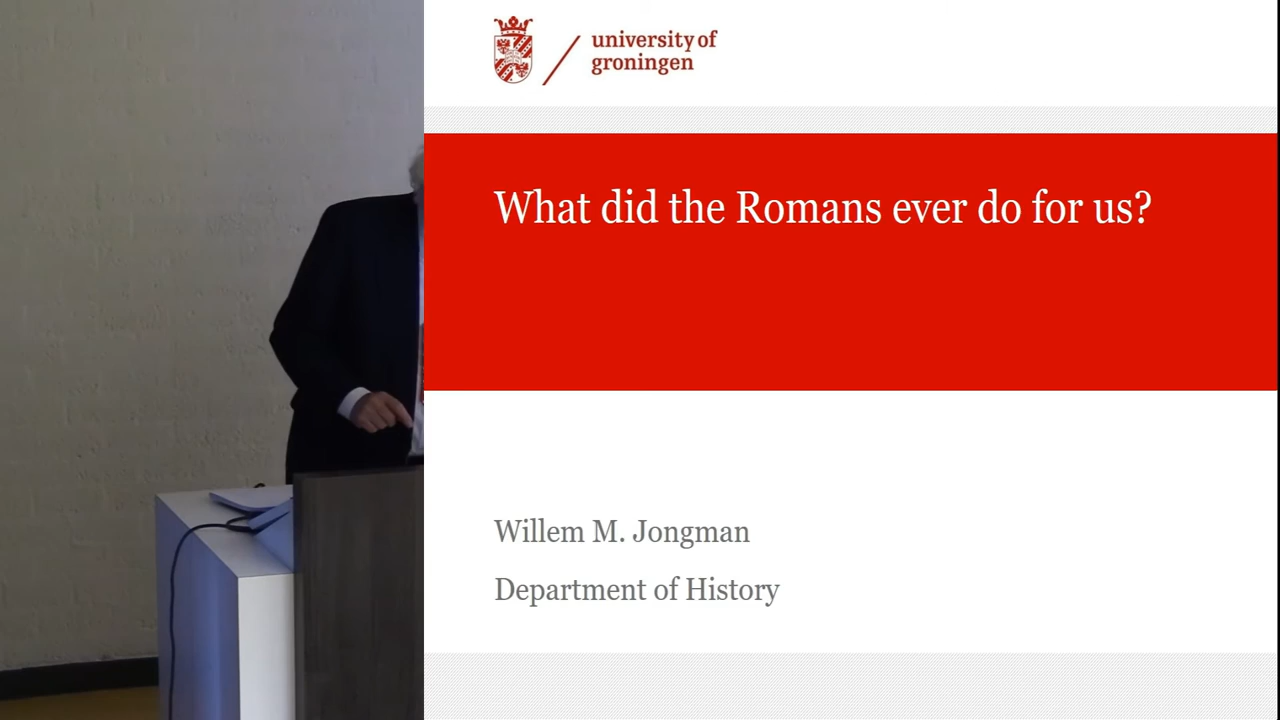 university of
groningen
What did the Romans ever do for us?
Willem M. Jongman
Department of History